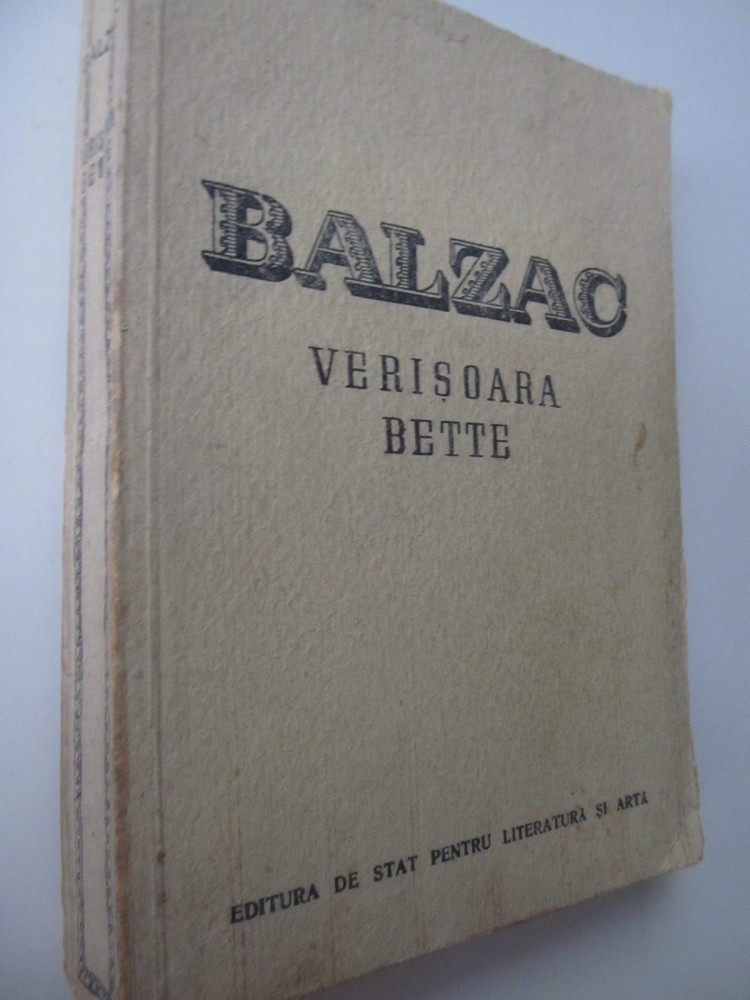 BALZAC
VERIȘOARA
BETTE
EDITURA DE STAT PENTRU LITERATURĂ ȘI ARTĂ